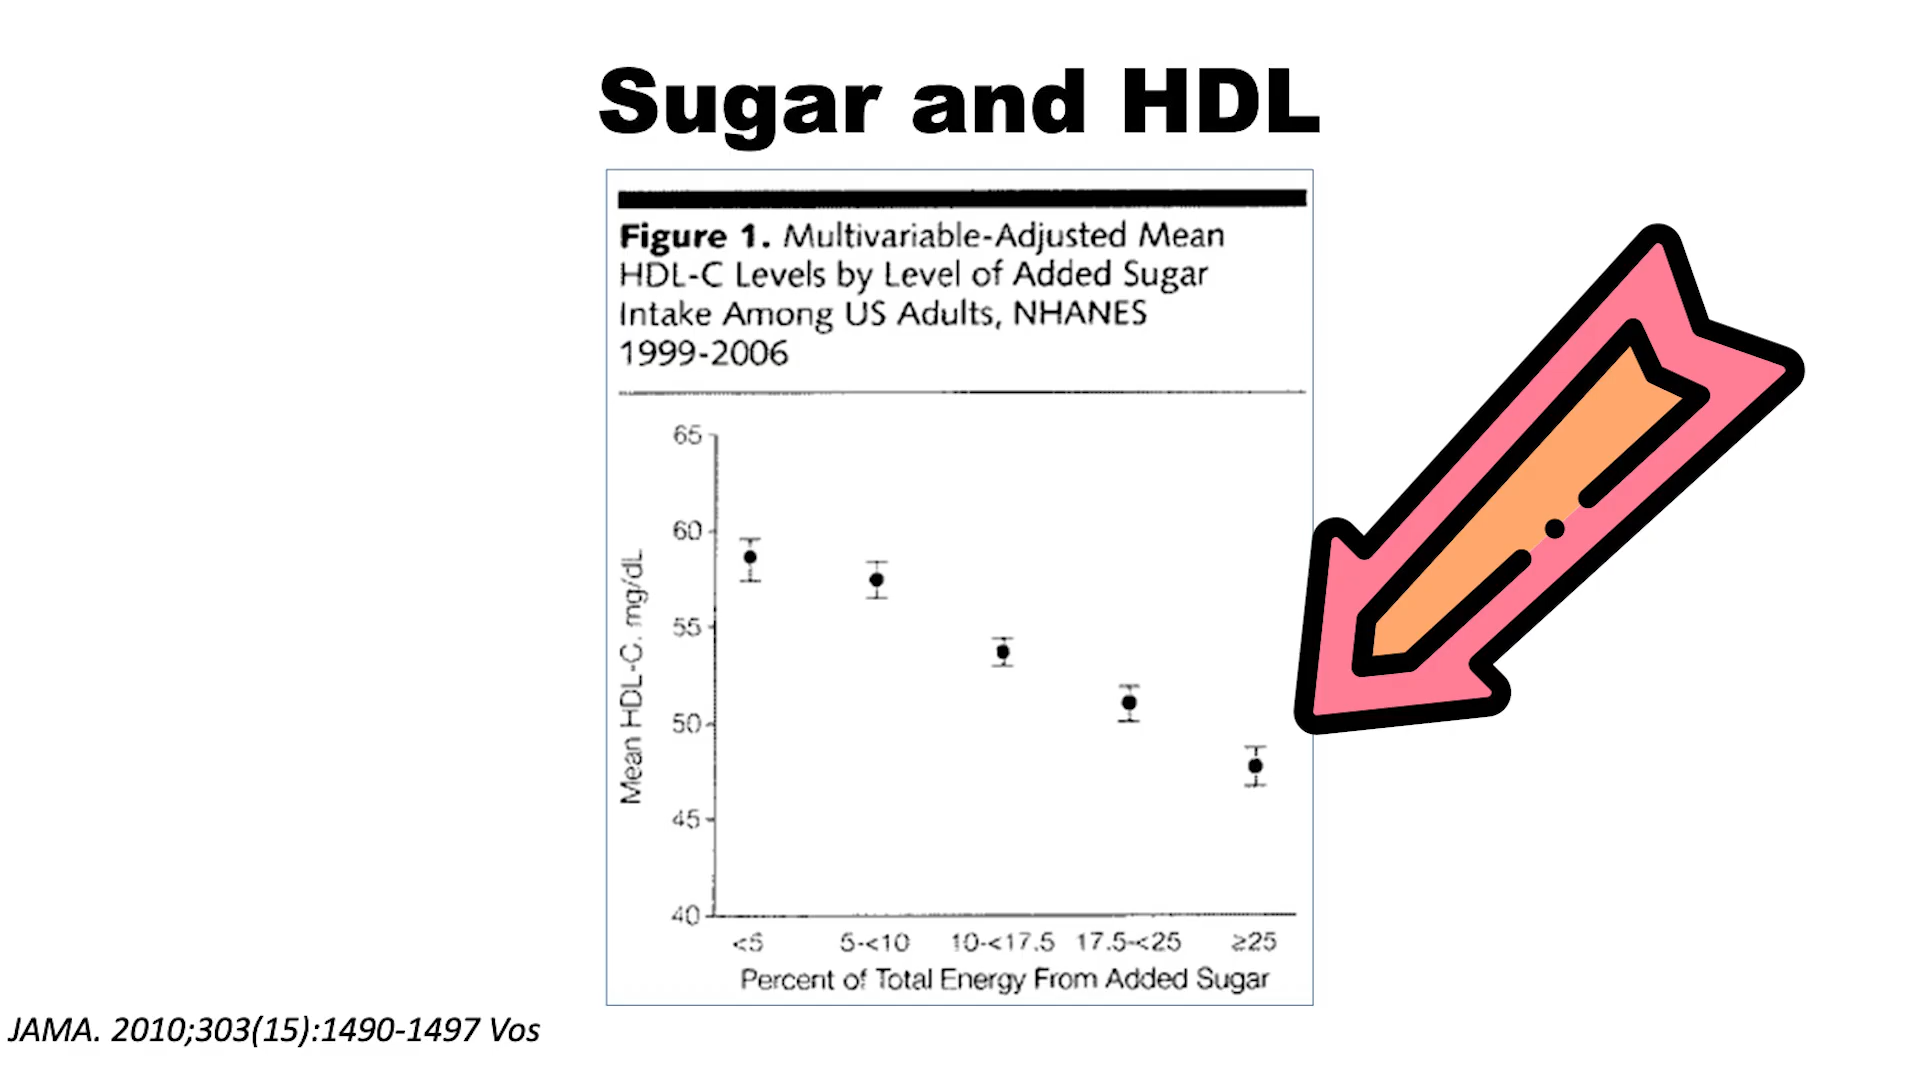 Sugar and HDL
Figure 1. Multivariable-Adjusted Mean
HDL-C Levels by Level of Added Sugar
Intake Among US Adults, NHANES
1999-2006
65
60
55
50
45
40
Mean HDL-C. mg/dL
<5
5-<10
10-<17.5
17.5-<25
≥25
Percent of Total Energy From Added Sugar
JAMA. 2010;303(15):1490-1497 Vos